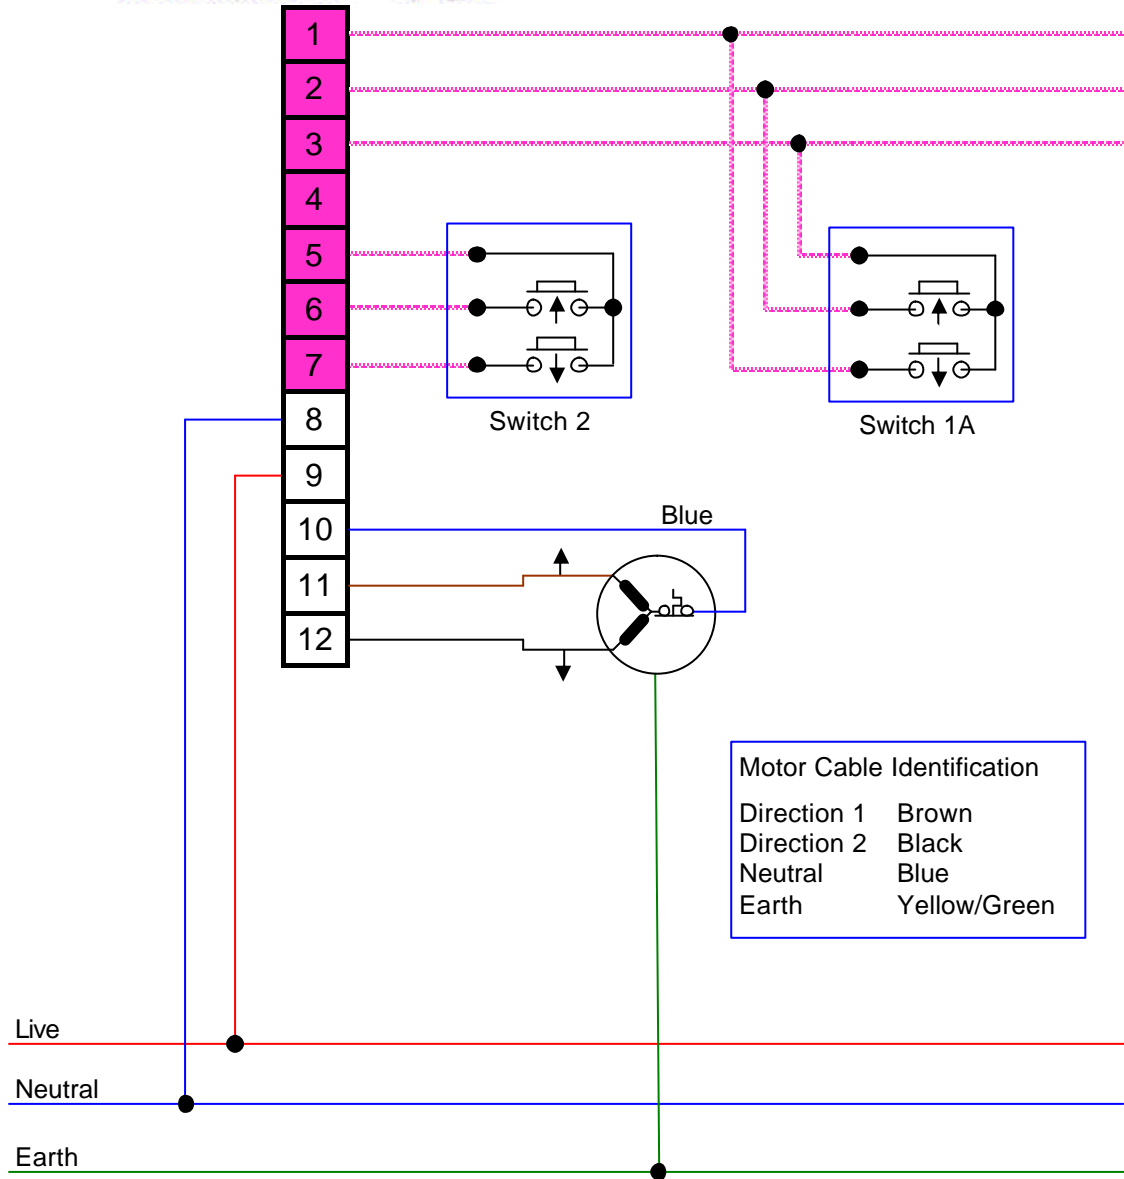 1
2
3
4
5
6
7
8
9
10
11
12
Switch 2
Switch 1A
Blue
Motor Cable Identification
Direction 1 Brown
Direction 2 Black
Neutral Blue
Earth Yellow/Green
Live
Neutral
Earth